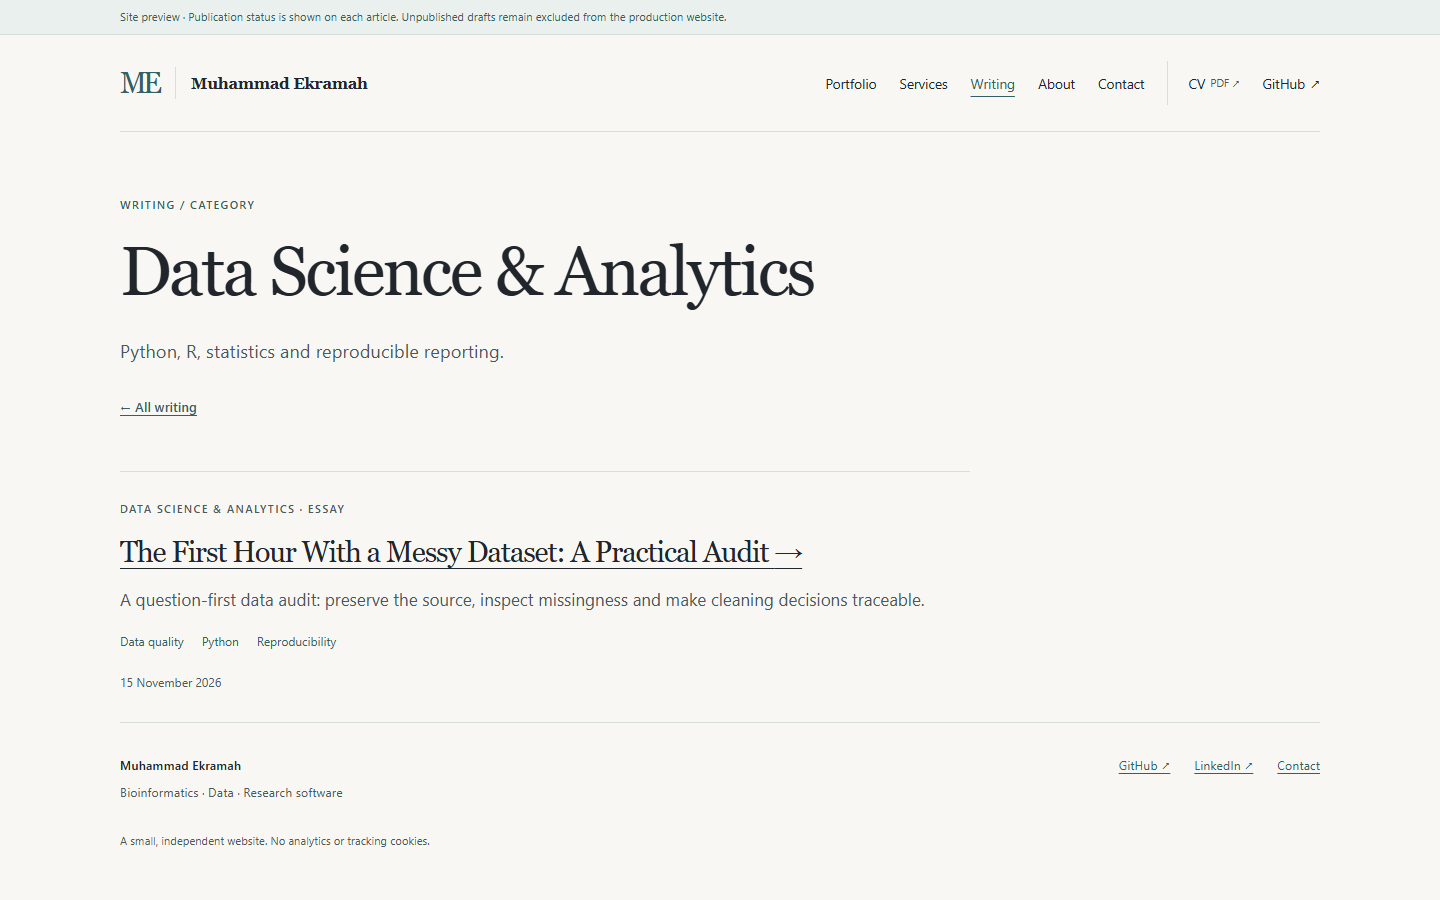 Site preview · Publication status is shown on each article. Unpublished drafts remain excluded from the production website.
ME
Muhammad Ekramah
Portfolio
Services
Writing
About
Contact
CV PDF ↗
GitHub ↗
WRITING / CATEGORY
Data Science & Analytics
Python, R, statistics and reproducible reporting.
← All writing
DATA SCIENCE & ANALYTICS · ESSAY
The First Hour With a Messy Dataset: A Practical Audit →
A question-first data audit: preserve the source, inspect missingness and make cleaning decisions traceable.
Data quality Python Reproducibility
15 November 2026
Muhammad Ekramah
Bioinformatics · Data · Research software
GitHub ↗
LinkedIn ↗
Contact
A small, independent website. No analytics or tracking cookies.